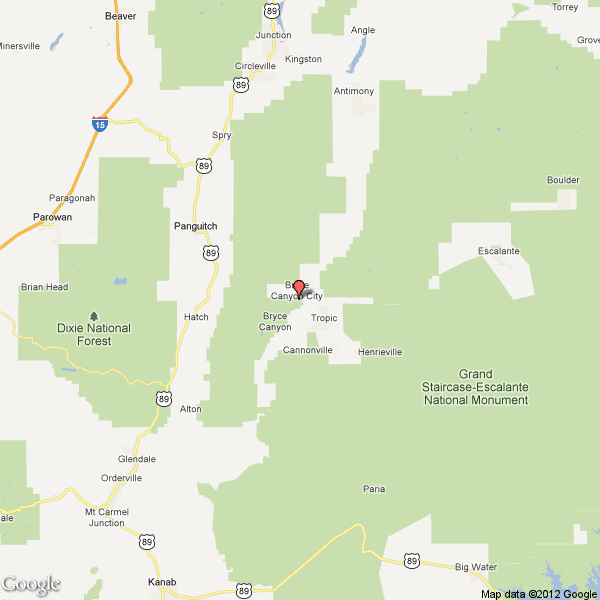 Beaver
89
Torrey
Minersville
Junction
Angle
Grove
Kingston
Circleville
89
Antimony
15
Spry
89
Boulder
Paragonah
Parowan
Panguitch
89
Escalante
Brian Head
Canyon City
Hatch
Bryce
Canyon
Tropic
Dixie National
Forest
Cannonville
Henrieville
Grand
Staircase-Escalante
National Monument
89
Alton
Glendale
Orderville
Paria
Mt Carmel
Junction
89
89
Big Water
Kanab
89
Google
Map data ©2012 Google